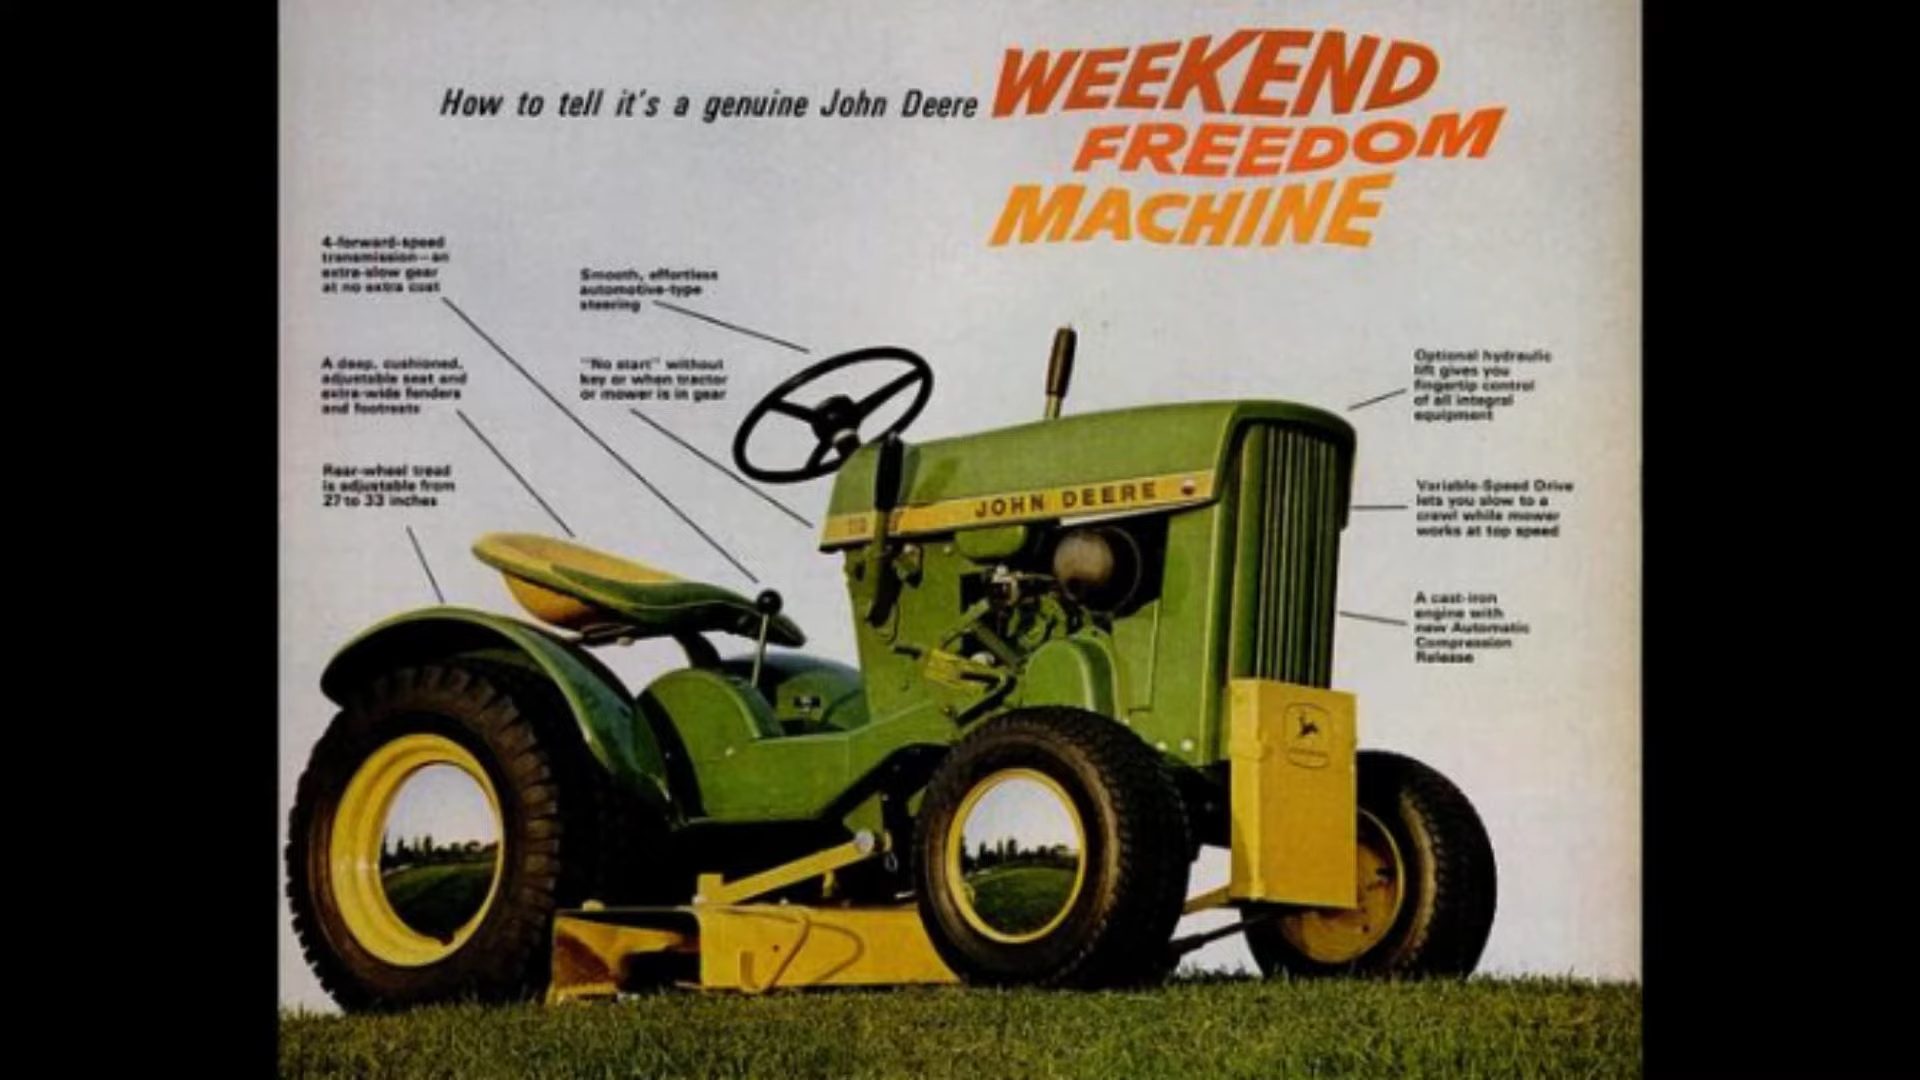 How to tell it's a genuine John Deere WEEKEND
FREEDOM
MACHINE
4-forward-speed
transmission—an
extra-slow gear
at no extra cost
Smooth, effortless
automotive-type
steering
A deep, cushioned,
adjustable seat and
extra-wide fenders
and footrests
"No start" without
key or when tractor
or mower is in gear
Rear-wheel tread
is adjustable from
27 to 33 inches
Optional hydraulic
lift gives you
fingertip control
of all integral
equipment
Variable-Speed Drive
lets you slow to a
crawl while mower
works at top speed
A cast-iron
engine with
new Automatic
Compression
Release
110
JOHN DEERE